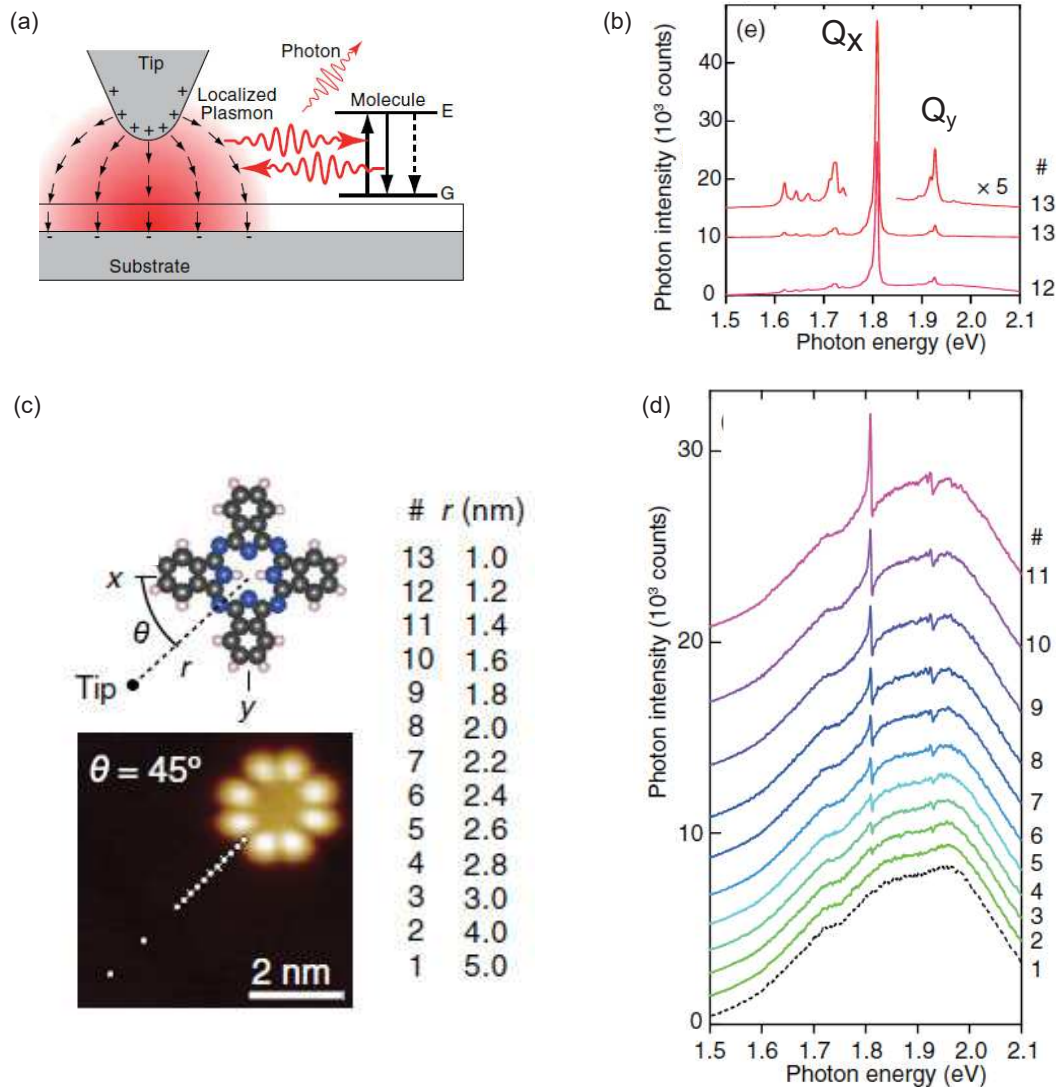 (a)
Tip
Photon
Localized
Plasmon
Molecule
E
G
Substrate
(b)
(e)
Qx
Qy
× 5
#
13
13
12
40
30
20
10
0
Photon intensity (10³ counts)
1.5 1.6 1.7 1.8 1.9 2.0 2.1
Photon energy (eV)
(c)
x
θ
r
Tip
y
# r (nm)
13 1.0
12 1.2
11 1.4
10 1.6
9 1.8
8 2.0
7 2.2
6 2.4
5 2.6
4 2.8
3 3.0
2 4.0
1 5.0
θ = 45º
2 nm
(d)
30
20
10
0
Photon intensity (10³ counts)
#
11
10
9
8
7
6
5
4
3
2
1
1.5 1.6 1.7 1.8 1.9 2.0 2.1
Photon energy (eV)